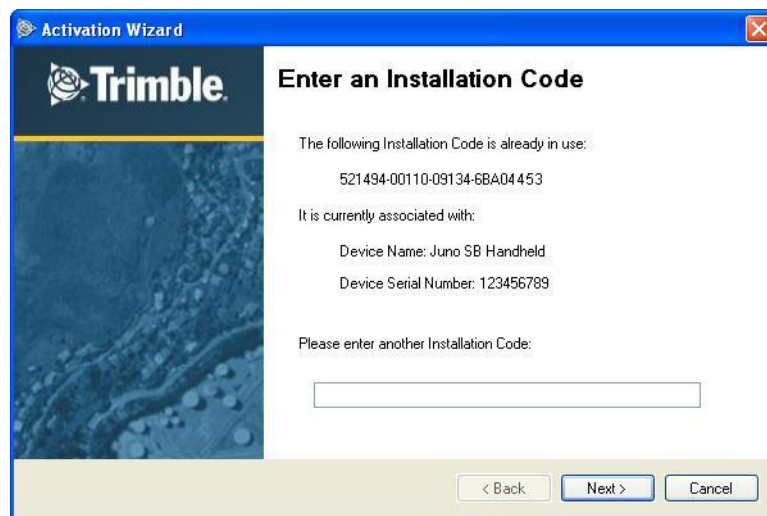 Activation Wizard
Trimble.
Enter an Installation Code
The following Installation Code is already in use:
521494-00110-09134-6BA04453
It is currently associated with:
Device Name: Juno SB Handheld
Device Serial Number: 123456789
Please enter another Installation Code:
< Back Next > Cancel